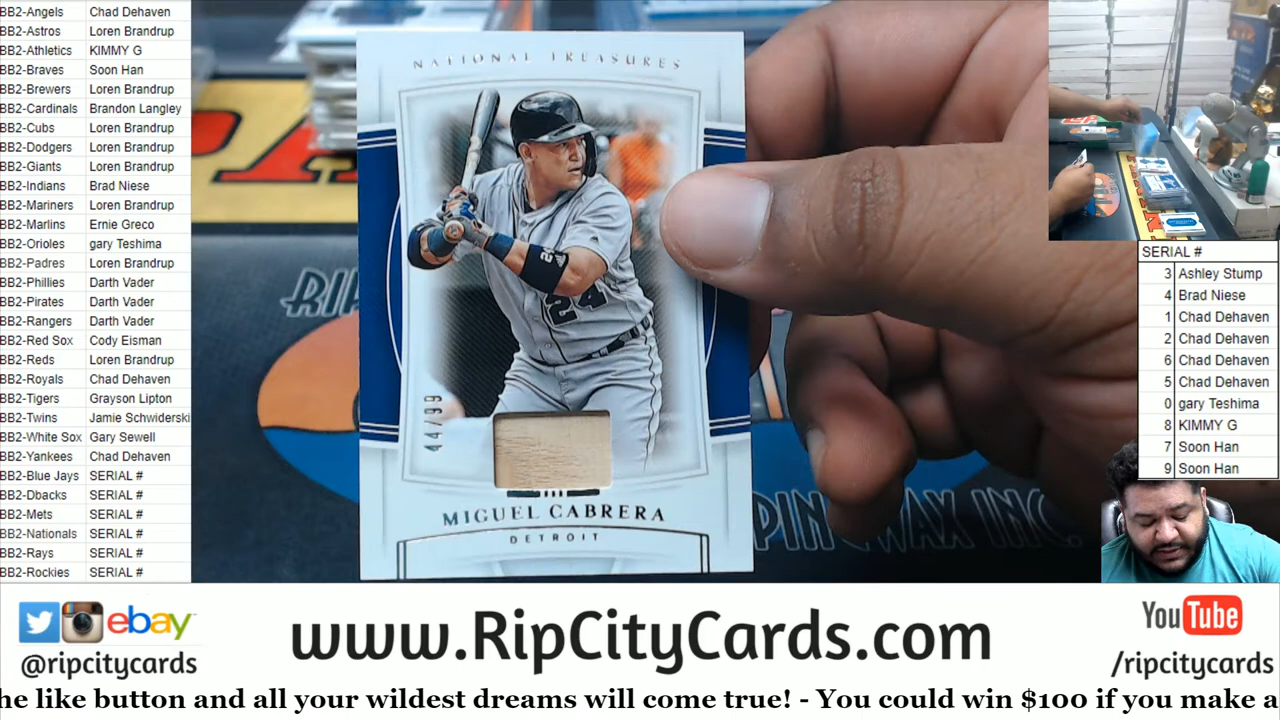 BB2-Angels Chad Dehaven
BB2-Astros Loren Brandrup
BB2-Athletics KIMMY G
BB2-Braves Soon Han
BB2-Brewers Loren Brandrup
BB2-Cardinals Brandon Langley
BB2-Cubs Loren Brandrup
BB2-Dodgers Loren Brandrup
BB2-Giants Loren Brandrup
BB2-Indians Brad Niese
BB2-Mariners Loren Brandrup
BB2-Marlins Ernie Greco
BB2-Orioles gary Teshima
BB2-Padres Loren Brandrup
BB2-Phillies Darth Vader
BB2-Pirates Darth Vader
BB2-Rangers Darth Vader
BB2-Red Sox Cody Eisman
BB2-Reds Loren Brandrup
BB2-Royals Chad Dehaven
BB2-Tigers Grayson Lipton
BB2-Twins Jamie Schwiderski
BB2-White Sox Gary Sewell
BB2-Yankees Chad Dehaven
BB2-Blue Jays SERIAL #
BB2-Dbacks SERIAL #
BB2-Mets SERIAL #
BB2-Nationals SERIAL #
BB2-Rays SERIAL #
BB2-Rockies SERIAL #
NATIONAL TREASURES
24
44/99
MIGUEL CABRERA
DETROIT
RIP
PIN WAX INC.
SERIAL #
3 Ashley Stump
4 Brad Niese
1 Chad Dehaven
2 Chad Dehaven
6 Chad Dehaven
5 Chad Dehaven
0 gary Teshima
8 KIMMY G
7 Soon Han
9 Soon Han
ebay
@ripcitycards
www.RipCityCards.com
YouTube
/ripcitycards
he like button and all your wildest dreams will come true! - You could win $100 if you make a